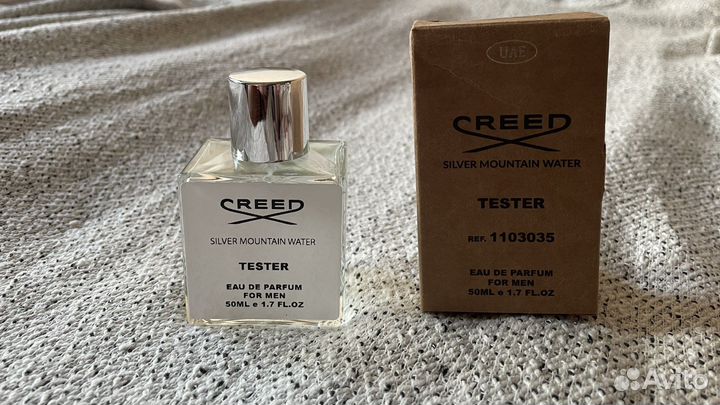 CREED
SILVER MOUNTAIN WATER
TESTER
EAU DE PARFUM
FOR MEN
50ML e 1.7 FL.OZ
UAE
CREED
SILVER MOUNTAIN WATER
TESTER
REF. 1103035
EAU DE PARFUM
FOR MEN
50ML e 1.7 FL.OZ
Avito